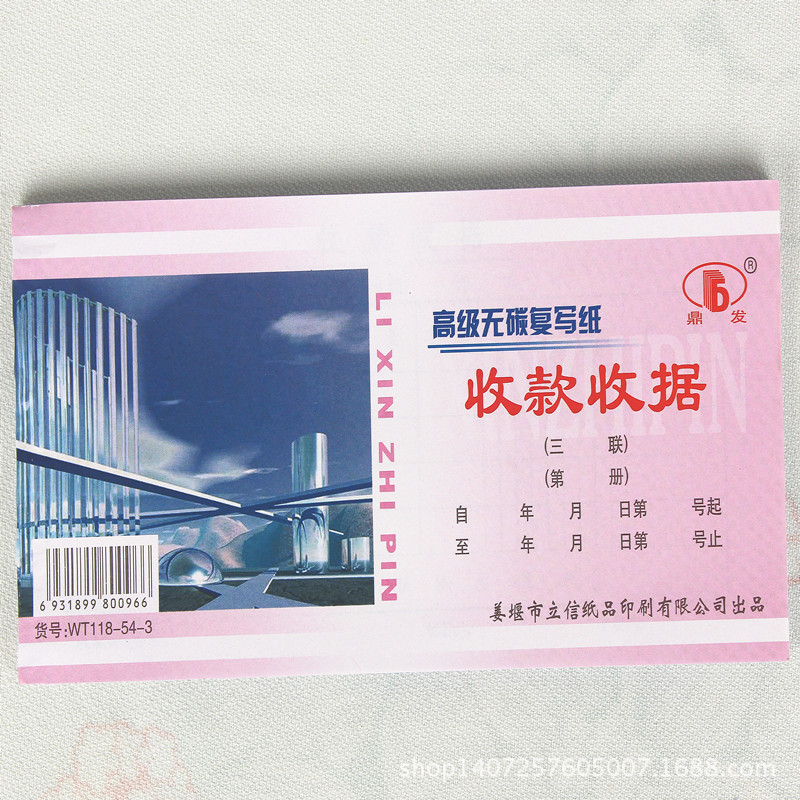 鼎 发
®
高级无碳复写纸
收款收据
(三 联)
(第 册)
自 年 月 日第 号起
至 年 月 日第 号止
姜堰市立信纸品印刷有限公司出品
LI XIN ZHI PIN
6 931899 800966
货号:WT118-54-3
shop1407257605007.1688.com